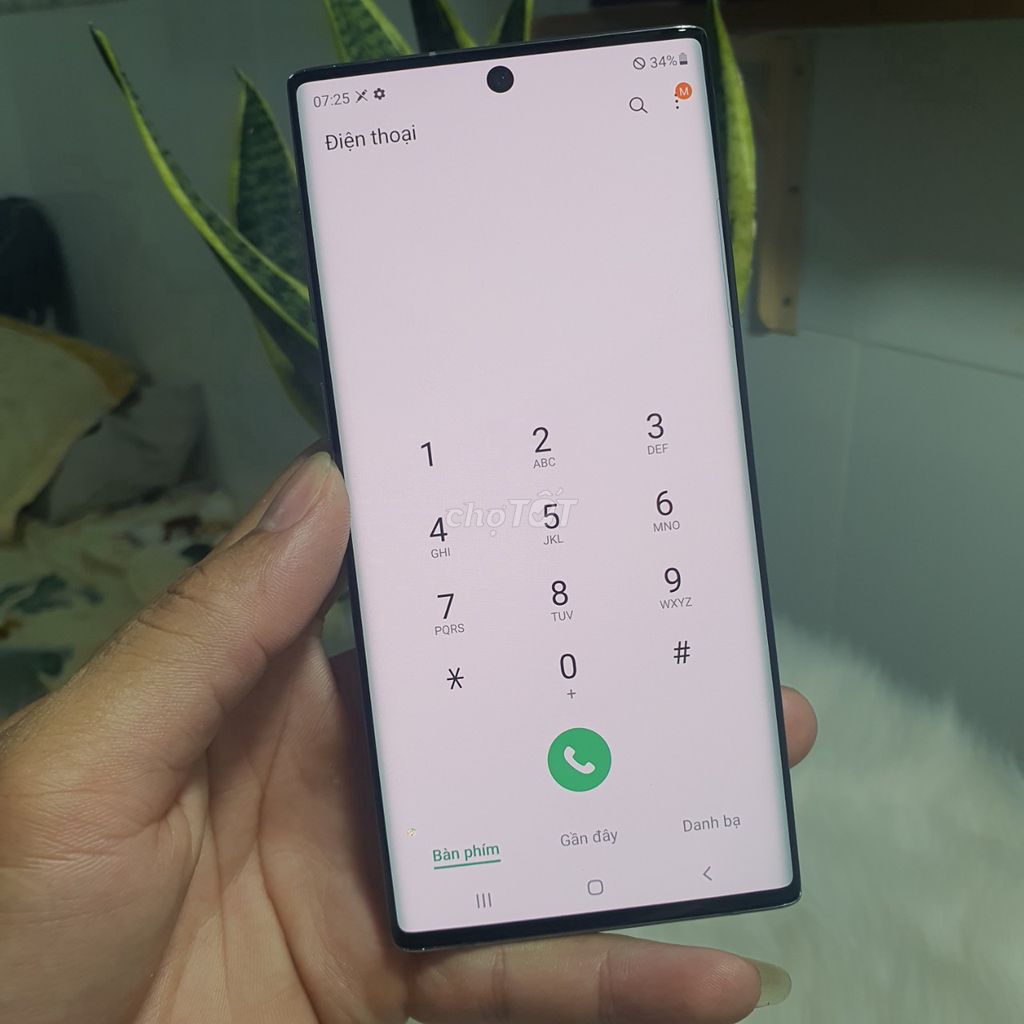 07:25
34%
M
Điện thoại
1 2 3
ABC DEF
4 5 6
GHI JKL MNO
chợTỐT
7 8 9
PQRS TUV WXYZ
* 0 #
+
Bàn phím Gần đây Danh bạ